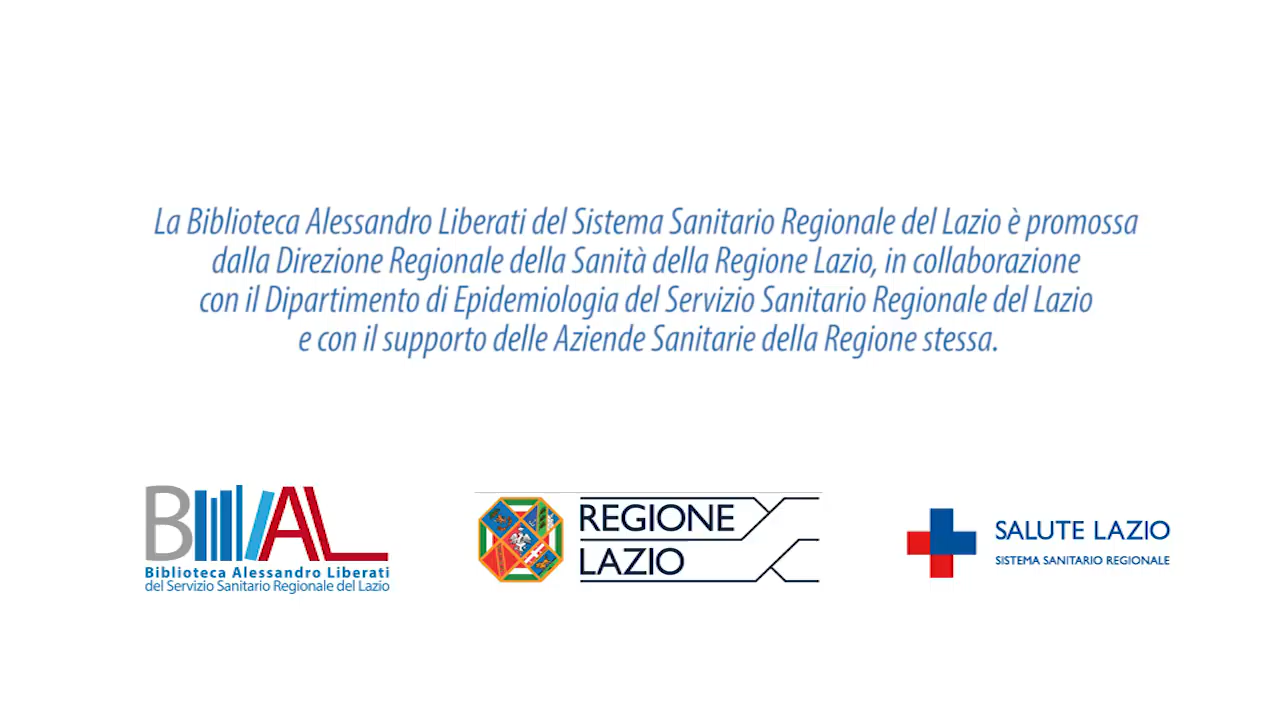 La Biblioteca Alessandro Liberati del Sistema Sanitario Regionale del Lazio è promossa
dalla Direzione Regionale della Sanità della Regione Lazio, in collaborazione
con il Dipartimento di Epidemiologia del Servizio Sanitario Regionale del Lazio
e con il supporto delle Aziende Sanitarie della Regione stessa.
BAL
Biblioteca Alessandro Liberati
del Servizio Sanitario Regionale del Lazio
REGIONE
LAZIO
SALUTE LAZIO
SISTEMA SANITARIO REGIONALE